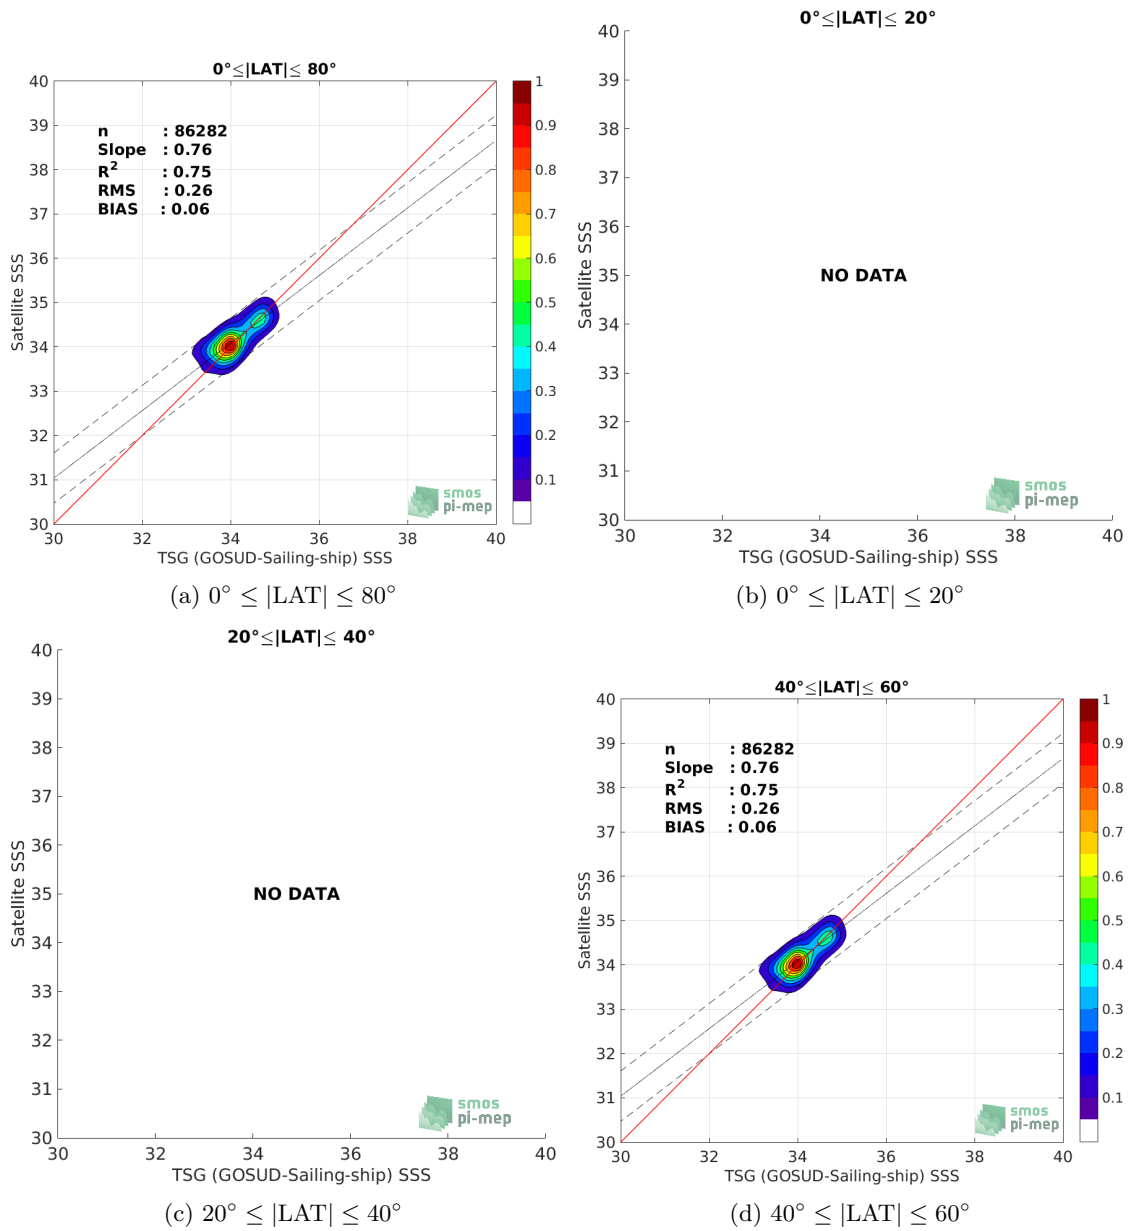 0°≤|LAT|≤ 80°
40
39
38
37
36
35
34
33
32
31
30
Satellite SSS
n : 86282
Slope : 0.76
R² : 0.75
RMS : 0.26
BIAS : 0.06
smos
pi-mep
30 32 34 36 38 40
TSG (GOSUD-Sailing-ship) SSS
1
0.9
0.8
0.7
0.6
0.5
0.4
0.3
0.2
0.1
(a) 0° ≤ |LAT| ≤ 80°
0°≤|LAT|≤ 20°
40
39
38
37
36
35
34
33
32
31
30
Satellite SSS
NO DATA
smos
pi-mep
30 32 34 36 38 40
TSG (GOSUD-Sailing-ship) SSS
(b) 0° ≤ |LAT| ≤ 20°
20°≤|LAT|≤ 40°
40
39
38
37
36
35
34
33
32
31
30
Satellite SSS
NO DATA
smos
pi-mep
30 32 34 36 38 40
TSG (GOSUD-Sailing-ship) SSS
(c) 20° ≤ |LAT| ≤ 40°
40°≤|LAT|≤ 60°
40
39
38
37
36
35
34
33
32
31
30
Satellite SSS
n : 86282
Slope : 0.76
R² : 0.75
RMS : 0.26
BIAS : 0.06
smos
pi-mep
30 32 34 36 38 40
TSG (GOSUD-Sailing-ship) SSS
1
0.9
0.8
0.7
0.6
0.5
0.4
0.3
0.2
0.1
(d) 40° ≤ |LAT| ≤ 60°